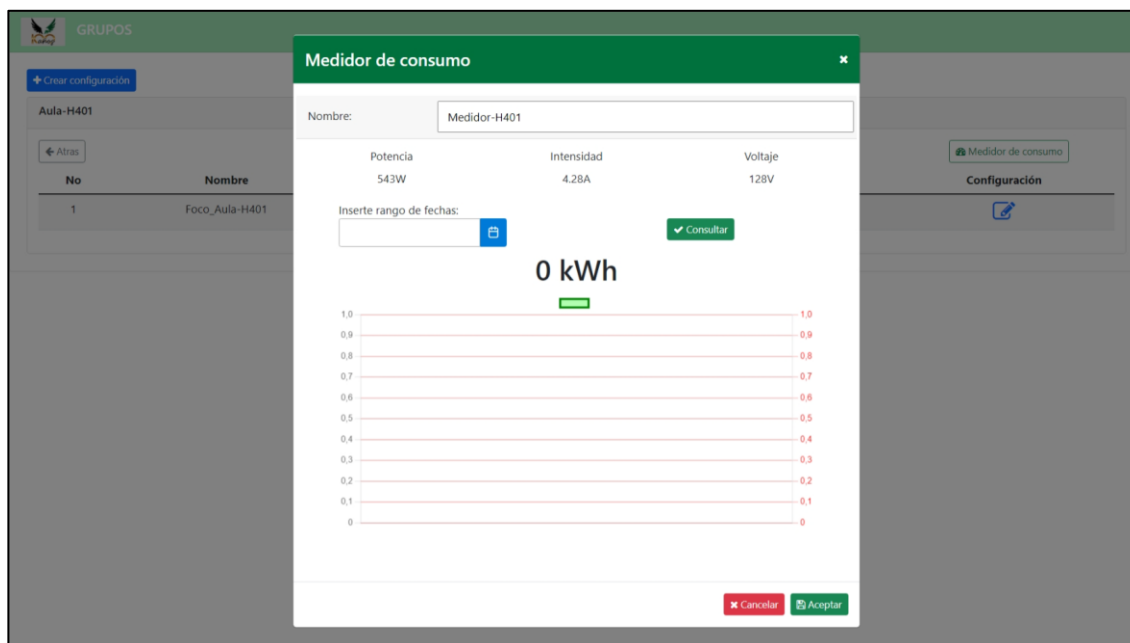 GRUPOS
Medidor de consumo
Crear configuración
Aula-H401
Nombre: Medidor-H401
Atras
Medidor de consumo
Potencia Intensidad Voltaje
543W 4.28A 128V
No Nombre Configuración
1 Foco_Aula-H401
Inserte rango de fechas:
Consultar
0 kWh
1,0 1,0
0,9 0,9
0,8 0,8
0,7 0,7
0,6 0,6
0,5 0,5
0,4 0,4
0,3 0,3
0,2 0,2
0,1 0,1
0 0
Cancelar Aceptar